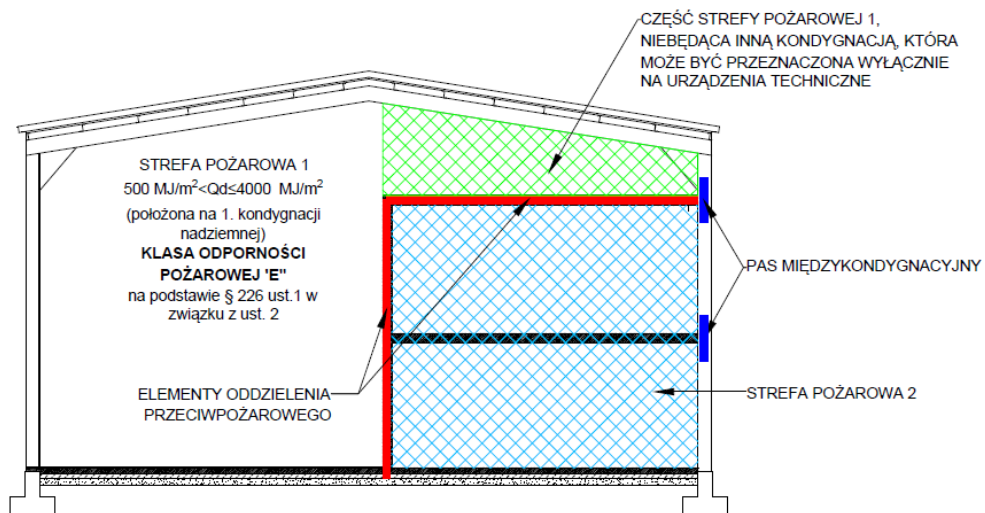 CZĘŚĆ STREFY POŻAROWEJ 1,
NIEBĘDĄCA INNĄ KONDYGNACJĄ, KTÓRA
MOŻE BYĆ PRZEZNACZONA WYŁĄCZNIE
NA URZĄDZENIA TECHNICZNE
STREFA POŻAROWA 1
500 MJ/m²<Qd≤4000 MJ/m²
(położona na 1. kondygnacji
nadziemnej)
KLASA ODPORNOŚCI
POŻAROWEJ 'E"
na podstawie § 226 ust.1 w
związku z ust. 2
PAS MIĘDZYKONDYGNACYJNY
ELEMENTY ODDZIELENIA
PRZECIWPOŻAROWEGO
STREFA POŻAROWA 2